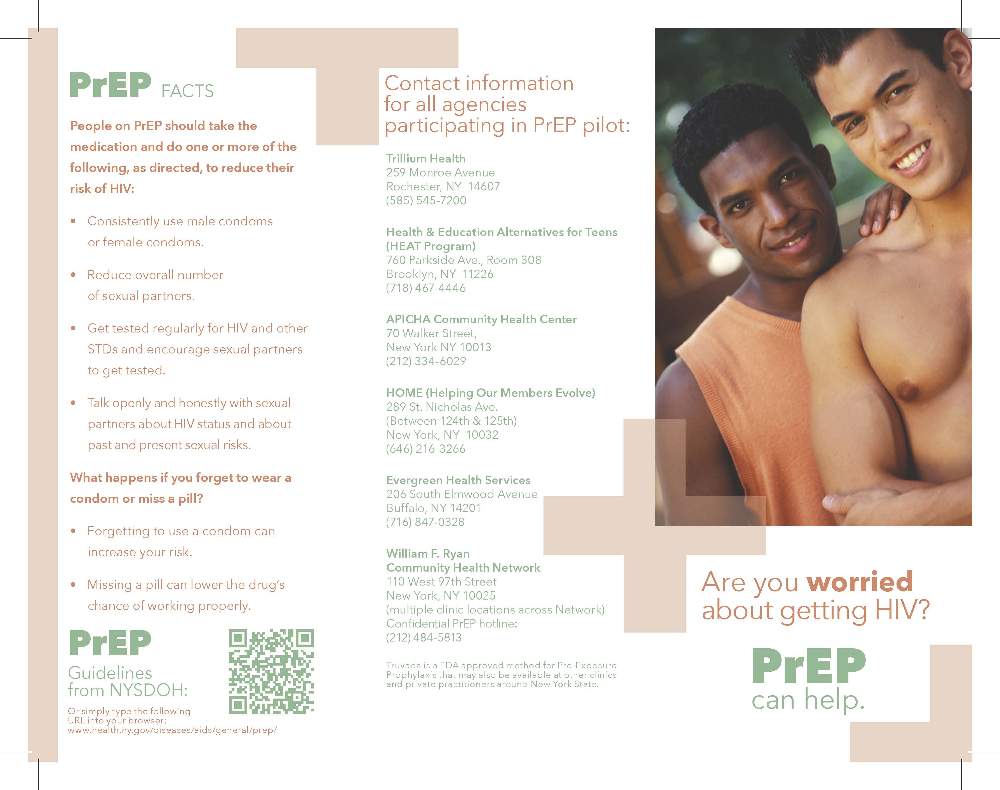 PrEP FACTS
People on PrEP should take the
medication and do one or more of the
following, as directed, to reduce their
risk of HIV:
• Consistently use male condoms
or female condoms.
• Reduce overall number
of sexual partners.
• Get tested regularly for HIV and other
STDs and encourage sexual partners
to get tested.
• Talk openly and honestly with sexual
partners about HIV status and about
past and present sexual risks.
What happens if you forget to wear a
condom or miss a pill?
• Forgetting to use a condom can
increase your risk.
• Missing a pill can lower the drug's
chance of working properly.
PrEP
Guidelines
from NYSDOH:
Or simply type the following
URL into your browser:
www.health.ny.gov/diseases/aids/general/prep/
Contact information
for all agencies
participating in PrEP pilot:
Trillium Health
259 Monroe Avenue
Rochester, NY 14607
(585) 545-7200
Health & Education Alternatives for Teens
(HEAT Program)
760 Parkside Ave., Room 308
Brooklyn, NY 11226
(718) 467-4446
APICHA Community Health Center
70 Walker Street,
New York NY 10013
(212) 334-6029
HOME (Helping Our Members Evolve)
289 St. Nicholas Ave.
(Between 124th & 125th)
New York, NY 10032
(646) 216-3266
Evergreen Health Services
206 South Elmwood Avenue
Buffalo, NY 14201
(716) 847-0328
William F. Ryan
Community Health Network
110 West 97th Street
New York, NY 10025
(multiple clinic locations across Network)
Confidential PrEP hotline:
(212) 484-5813
Truvada is a FDA approved method for Pre-Exposure
Prophylaxis that may also be available at other clinics
and private practitioners around New York State.
Are you worried
about getting HIV?
PrEP
can help.